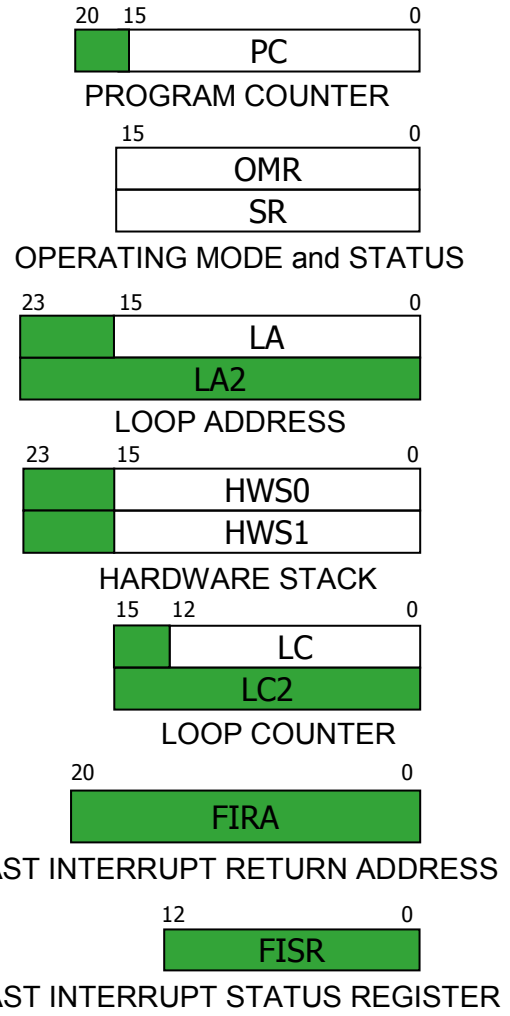 20 15 0
PC
PROGRAM COUNTER
15 0
OMR
SR
OPERATING MODE and STATUS
23 15 0
LA
LA2
LOOP ADDRESS
23 15 0
HWS0
HWS1
HARDWARE STACK
15 12 0
LC
LC2
LOOP COUNTER
20 0
FIRA
AST INTERRUPT RETURN ADDRESS
12 0
FISR
AST INTERRUPT STATUS REGISTER